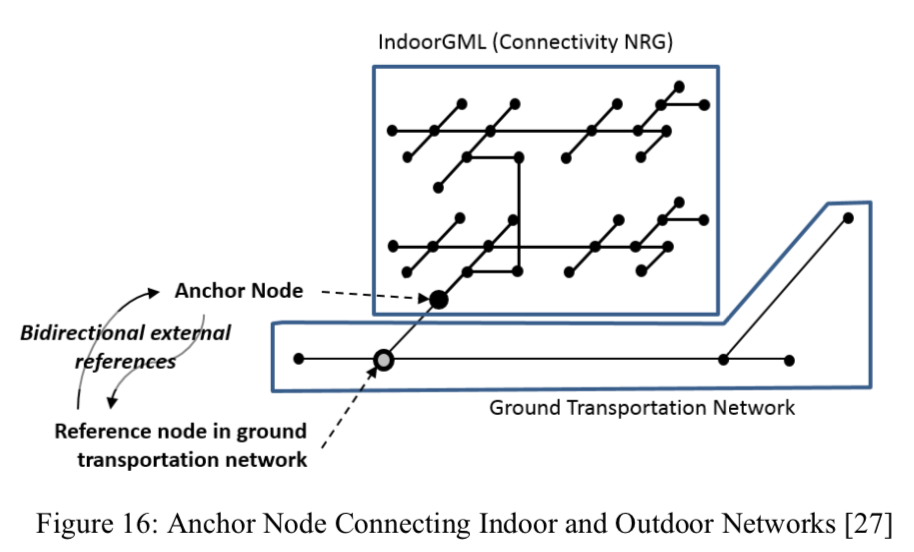 IndoorGML (Connectivity NRG)
Anchor Node
Bidirectional external
references
Reference node in ground
transportation network
Ground Transportation Network
Figure 16: Anchor Node Connecting Indoor and Outdoor Networks [27]